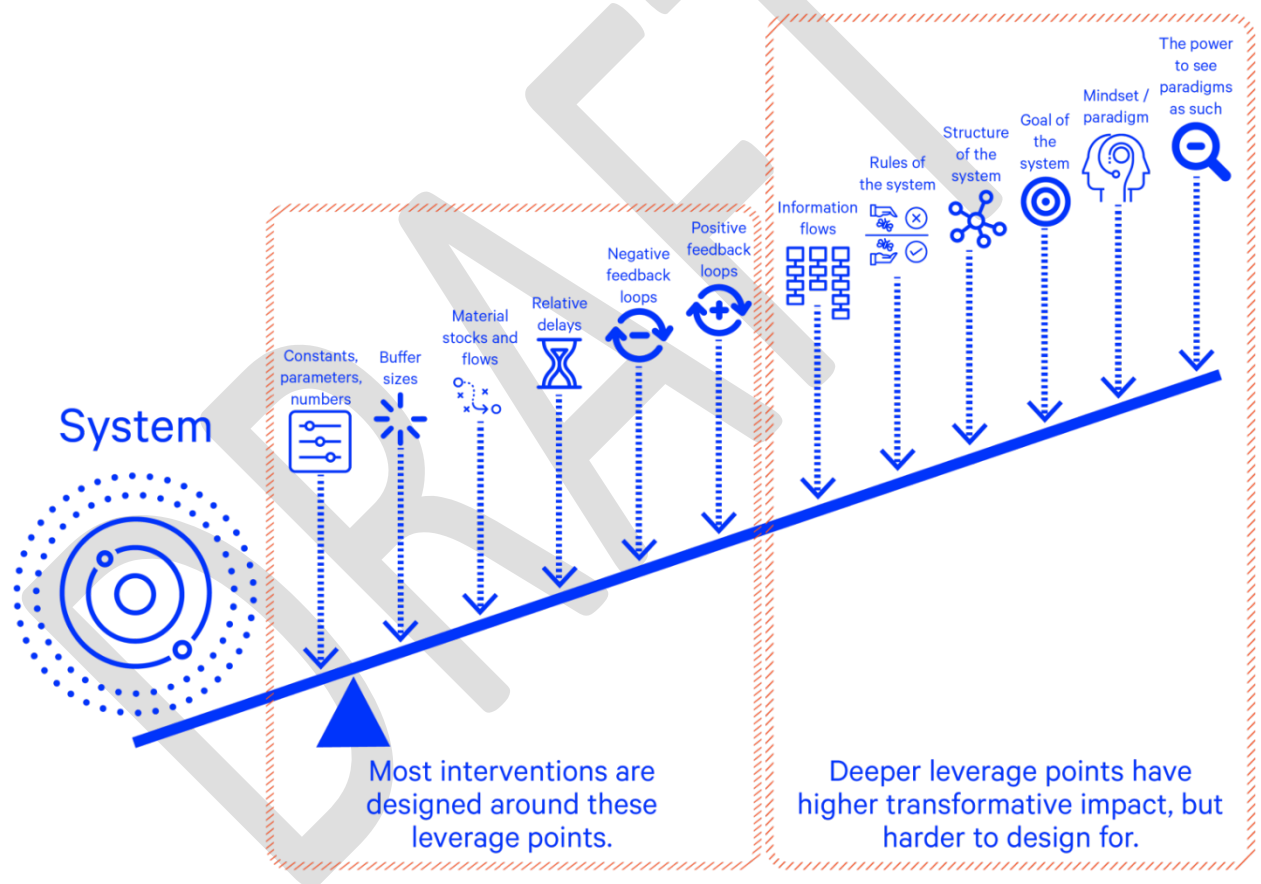 System
Constants,
parameters,
numbers
Buffer
sizes
Material
stocks and
flows
Relative
delays
Negative
feedback
loops
Positive
feedback
loops
Information
flows
Rules of
the system
Structure
of the
system
Goal of
the
system
Mindset /
paradigm
The power
to see
paradigms
as such
Most interventions are
designed around these
leverage points.
Deeper leverage points have
higher transformative impact, but
harder to design for.
DRAFT